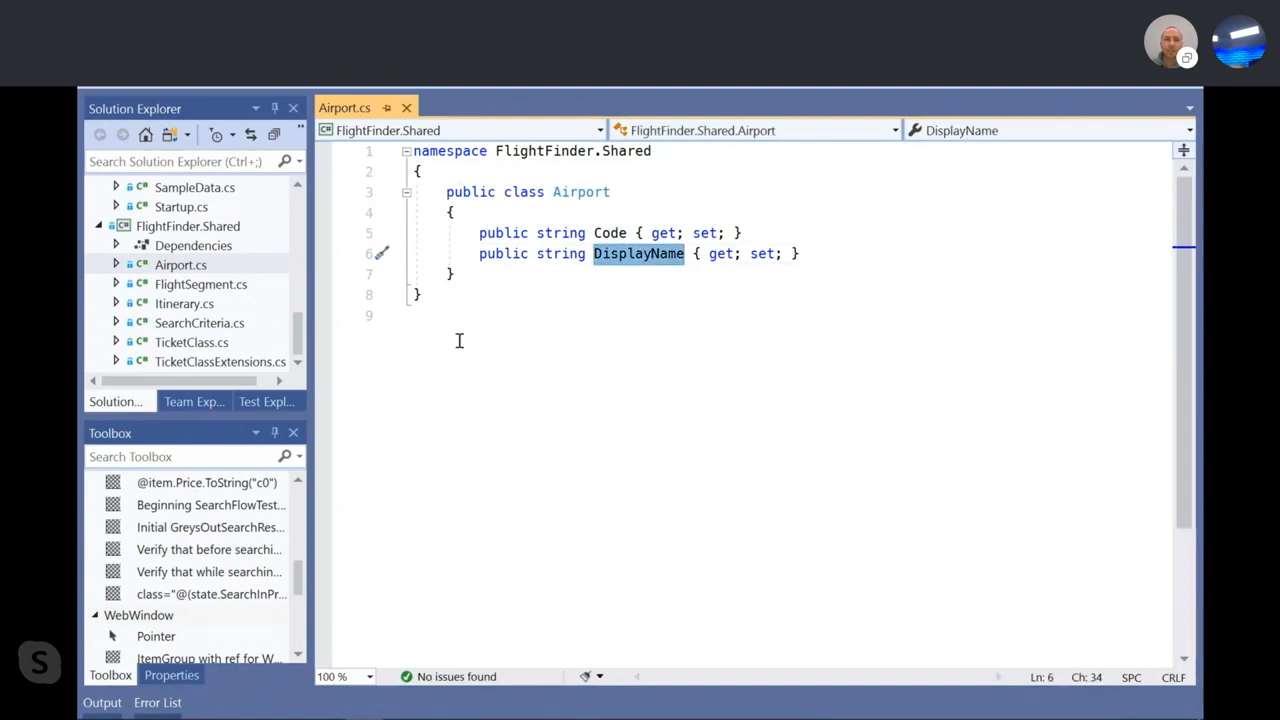 Solution Explorer
Search Solution Explorer (Ctrl+;)
C# SampleData.cs
C# Startup.cs
C# FlightFinder.Shared
Dependencies
C# Airport.cs
C# FlightSegment.cs
C# Itinerary.cs
C# SearchCriteria.cs
C# TicketClass.cs
C# TicketClassExtensions.cs
Solution... Team Exp... Test Expl...
Toolbox
Search Toolbox
@item.Price.ToString("c0")
Beginning SearchFlowTest...
Initial GreysOutSearchRes...
Verify that before searchi...
Verify that while searchin...
class="@(state.SearchInPr...
WebWindow
Pointer
ItemGroup with ref for W...
Toolbox Properties
Output Error List
Airport.cs
C# FlightFinder.Shared FlightFinder.Shared.Airport DisplayName
1 namespace FlightFinder.Shared
2 {
3 public class Airport
4 {
5 public string Code { get; set; }
6 public string DisplayName { get; set; }
7 }
8 }
9
100 % No issues found Ln: 6 Ch: 34 SPC CRLF
S